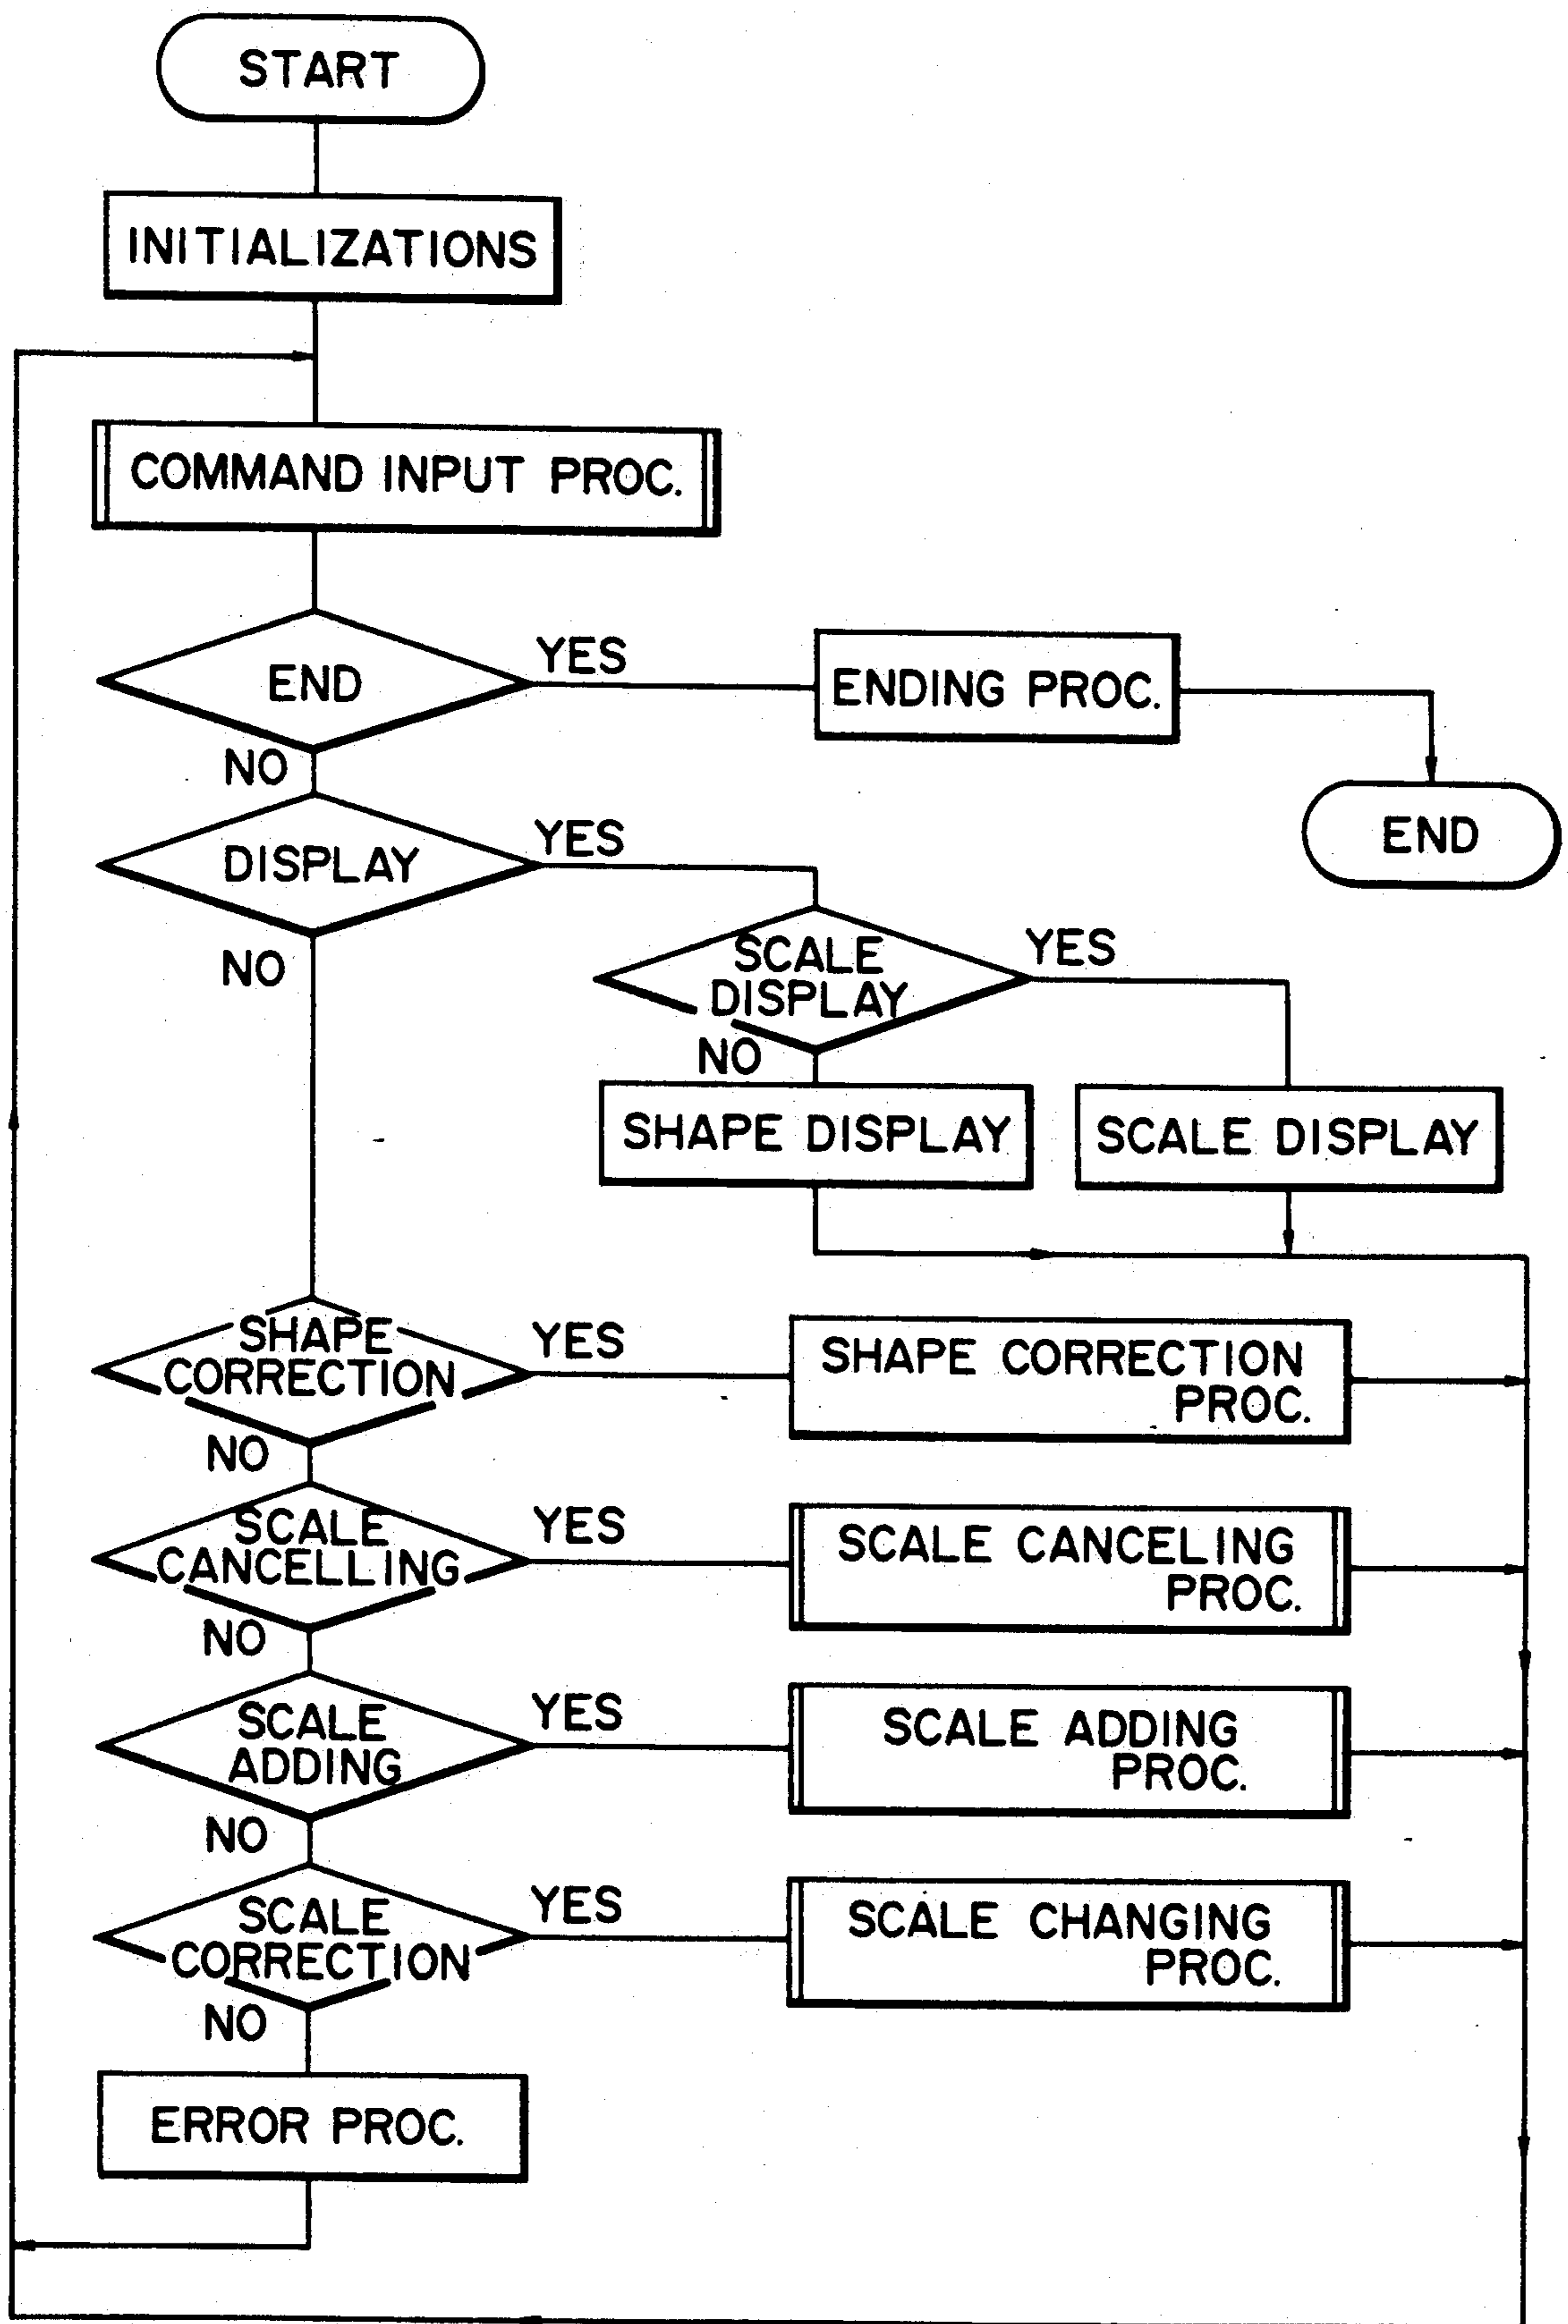 START
INITIALIZATIONS
COMMAND INPUT PROC.
END
YES
ENDING PROC.
NO
END
DISPLAY
YES
NO
SCALE
DISPLAY
YES
NO
SHAPE DISPLAY
SCALE DISPLAY
SHAPE
CORRECTION
YES
SHAPE CORRECTION
PROC.
NO
SCALE
CANCELLING
YES
SCALE CANCELING
PROC.
NO
SCALE
ADDING
YES
SCALE ADDING
PROC.
NO
SCALE
CORRECTION
YES
SCALE CHANGING
PROC.
NO
ERROR PROC.